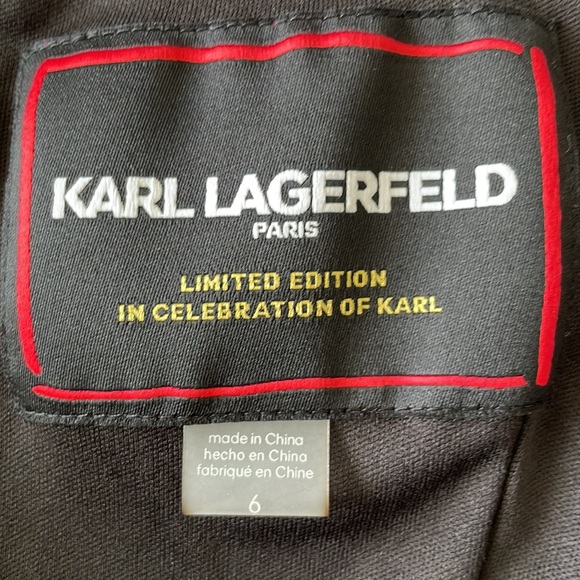 KARL LAGERFELD
PARIS
LIMITED EDITION
IN CELEBRATION OF KARL
made in China
hecho en China
fabriqué en Chine
6